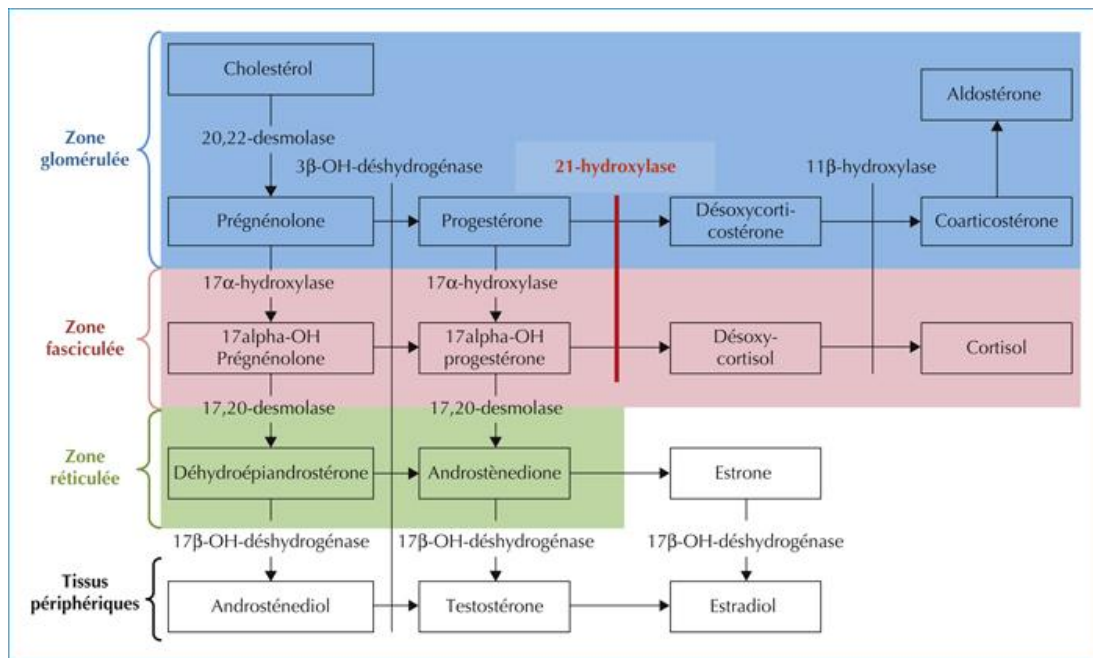 Cholestérol
Aldostérone
Zone
glomérulée
20,22-desmolase
3β-OH-déshydrogénase
21-hydroxylase
11β-hydroxylase
Prégnénolone
Progestérone
Désoxycorti-
costérone
Coarticostérone
17α-hydroxylase
17α-hydroxylase
Zone
fasciculée
17alpha-OH
Prégnénolone
17alpha-OH
progestérone
Désoxy-
cortisol
Cortisol
17,20-desmolase
17,20-desmolase
Zone
réticulée
Déhydroépiandrostérone
Androstènedione
Estrone
17β-OH-déshydrogénase
17β-OH-déshydrogénase
17β-OH-déshydrogénase
Tissus
périphériques
Androsténediol
Testostérone
Estradiol